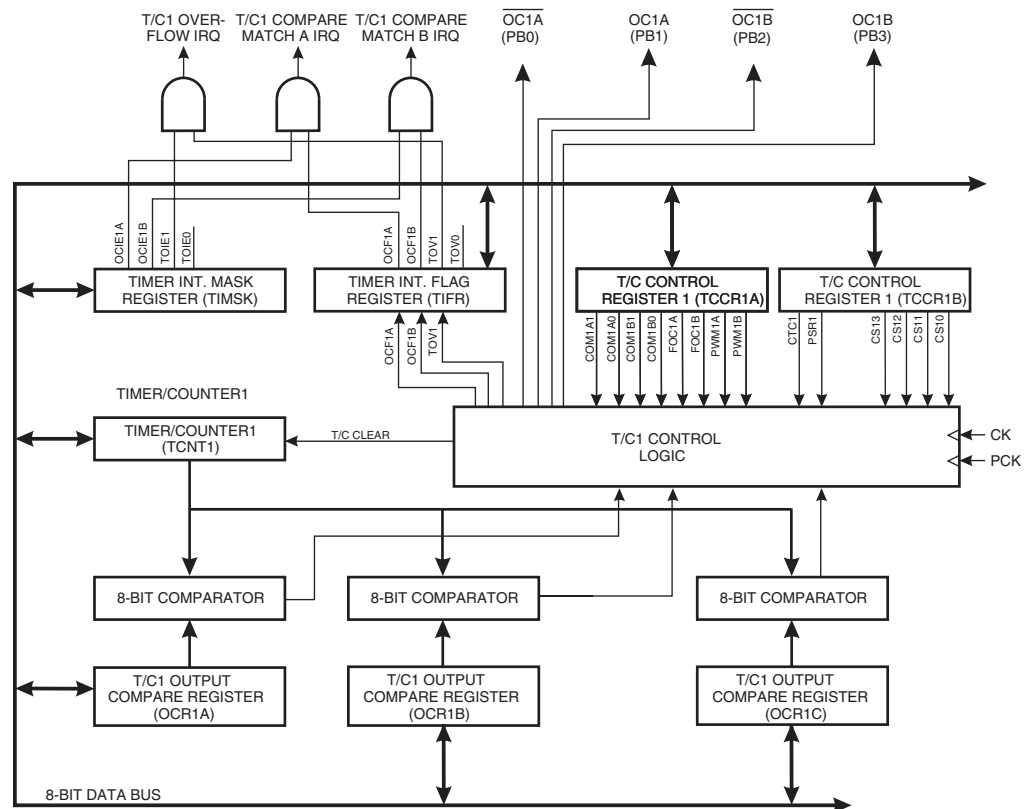 T/C1 OVER-
FLOW IRQ
T/C1 COMPARE
MATCH A IRQ
T/C1 COMPARE
MATCH B IRQ
OC1A
(PB0)
OC1A
(PB1)
OC1B
(PB2)
OC1B
(PB3)
OCIE1A
OCIE1B
TOIE1
TOIE0
OCF1A
OCF1B
TOV1
TOV0
TIMER INT. MASK
REGISTER (TIMSK)
TIMER INT. FLAG
REGISTER (TIFR)
T/C CONTROL
REGISTER 1 (TCCR1A)
T/C CONTROL
REGISTER 1 (TCCR1B)
OCF1A
OCF1B
TOV1
COM1A1
COM1A0
COM1B1
COM1B0
FOC1A
FOC1B
PWM1A
PWM1B
CTC1
PSR1
CS13
CS12
CS11
CS10
TIMER/COUNTER1
TIMER/COUNTER1
(TCNT1)
T/C CLEAR
T/C1 CONTROL
LOGIC
CK
PCK
8-BIT COMPARATOR
8-BIT COMPARATOR
8-BIT COMPARATOR
T/C1 OUTPUT
COMPARE REGISTER
(OCR1A)
T/C1 OUTPUT
COMPARE REGISTER
(OCR1B)
T/C1 OUTPUT
COMPARE REGISTER
(OCR1C)
8-BIT DATA BUS